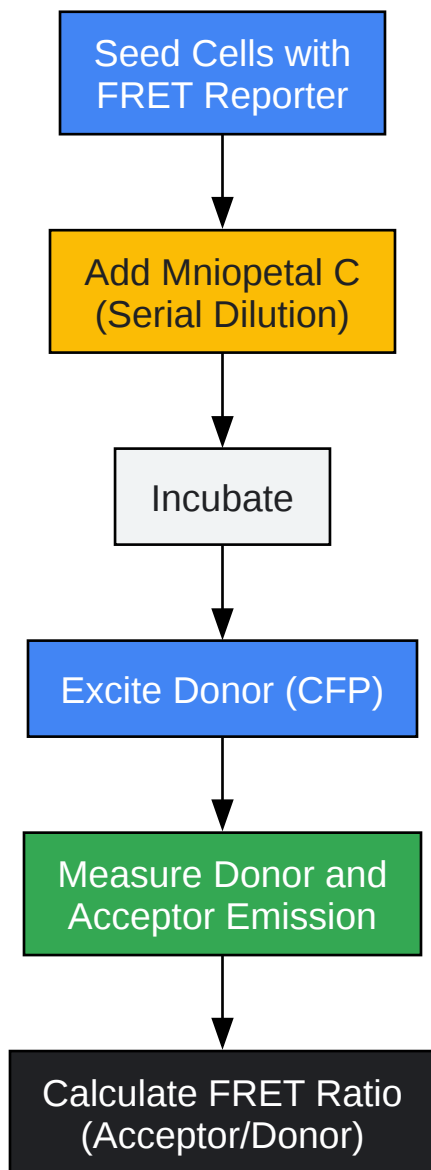 Seed Cells with
FRET Reporter
Add Mniopetal C
(Serial Dilution)
Incubate
Excite Donor (CFP)
Measure Donor and
Acceptor Emission
Calculate FRET Ratio
(Acceptor/Donor)